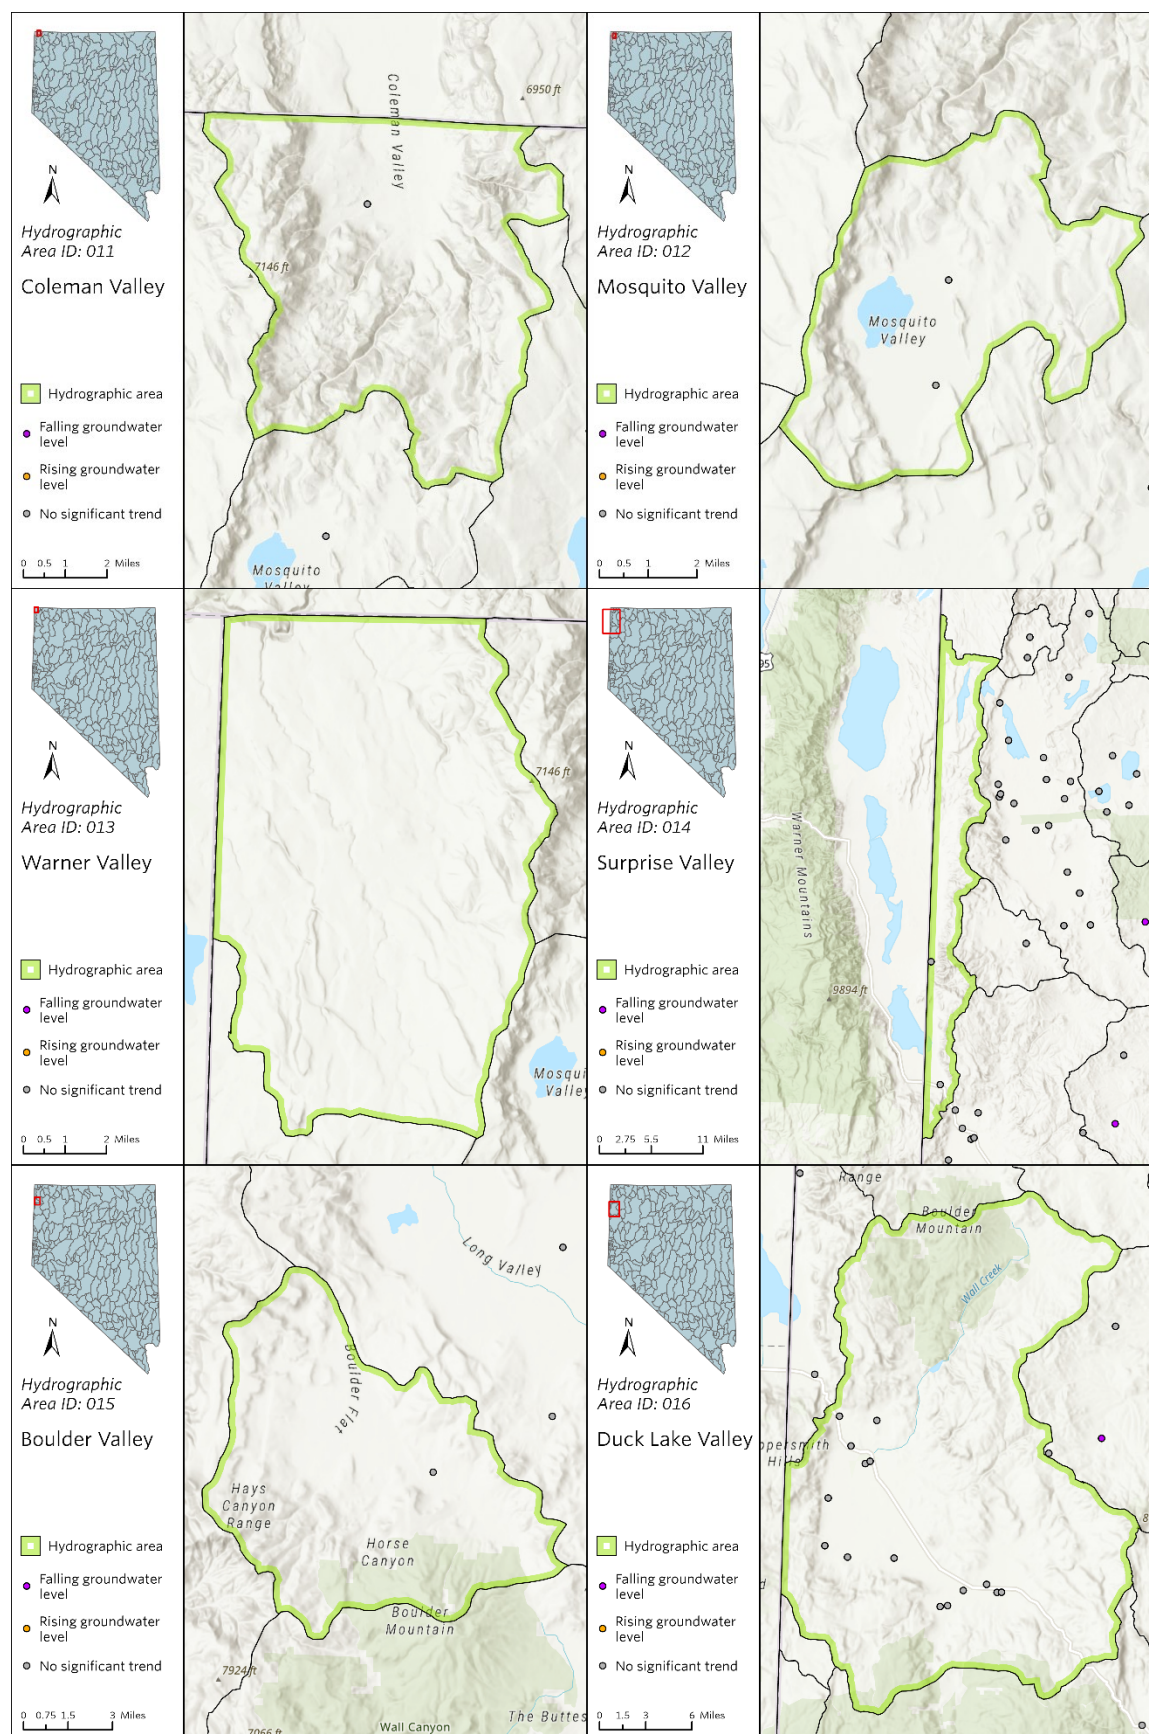 N
Hydrographic
Area ID: 011
Coleman Valley
Hydrographic area
Falling groundwater
level
Rising groundwater
level
No significant trend
0 0.5 1 2 Miles
Coleman Valley
6950 ft
7146 ft
Mosquito
Valley
N
Hydrographic
Area ID: 012
Mosquito Valley
Hydrographic area
Falling groundwater
level
Rising groundwater
level
No significant trend
0 0.5 1 2 Miles
Mosquito
Valley
N
Hydrographic
Area ID: 013
Warner Valley
Hydrographic area
Falling groundwater
level
Rising groundwater
level
No significant trend
0 0.5 1 2 Miles
7146 ft
Mosqui
Valley
N
Hydrographic
Area ID: 014
Surprise Valley
Hydrographic area
Falling groundwater
level
Rising groundwater
level
No significant trend
0 2.75 5.5 11 Miles
95
Warner Mountains
9894 ft
N
Hydrographic
Area ID: 015
Boulder Valley
Hydrographic area
Falling groundwater
level
Rising groundwater
level
No significant trend
0 0.75 1.5 3 Miles
Long Valley
Boulder Flat
Hays
Canyon
Range
Horse
Canyon
Boulder
Mountain
7924 ft
7066 ft
Wall Canyon
The Buttes
N
Hydrographic
Area ID: 016
Duck Lake Valley
Hydrographic area
Falling groundwater
level
Rising groundwater
level
No significant trend
0 1.5 3 6 Miles
Range
Boulder
Mountain
Wall Creek
ppersmith
Hills
d
8